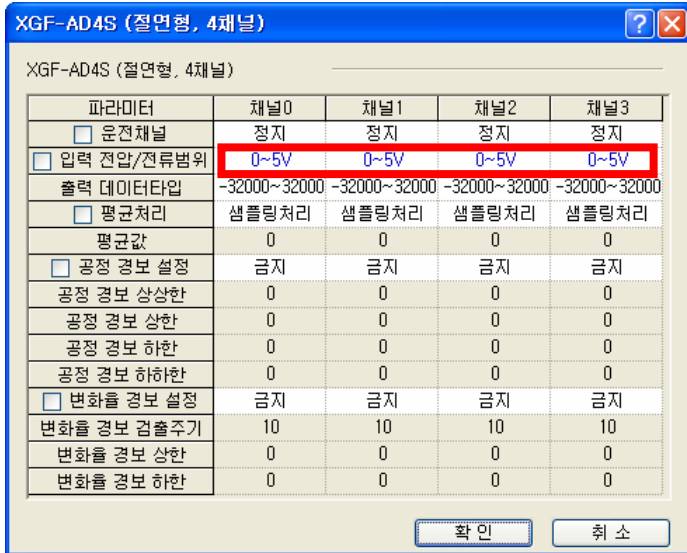 XGF-AD4S (절연형, 4채널)
XGF-AD4S (절연형, 4채널)
파라미터 채널0 채널1 채널2 채널3
운전채널 정지 정지 정지 정지
입력 전압/전류범위 0~5V 0~5V 0~5V 0~5V
출력 데이터타입 -32000~32000 -32000~32000 -32000~32000 -32000~32000
평균처리 샘플링처리 샘플링처리 샘플링처리 샘플링처리
평균값 0 0 0 0
공정 경보 설정 금지 금지 금지 금지
공정 경보 상상한 0 0 0 0
공정 경보 상한 0 0 0 0
공정 경보 하한 0 0 0 0
공정 경보 하하한 0 0 0 0
변화율 경보 설정 금지 금지 금지 금지
변화율 경보 검출주기 10 10 10 10
변화율 경보 상한 0 0 0 0
변화율 경보 하한 0 0 0 0
확 인 취 소